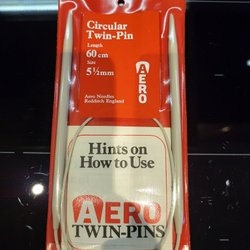 Circular
Twin-Pin
Length
60 cm
Size
5½mm
Aero Needles
Redditch England
AERO
Hints on
How to Use
AERO
TWIN-PINS